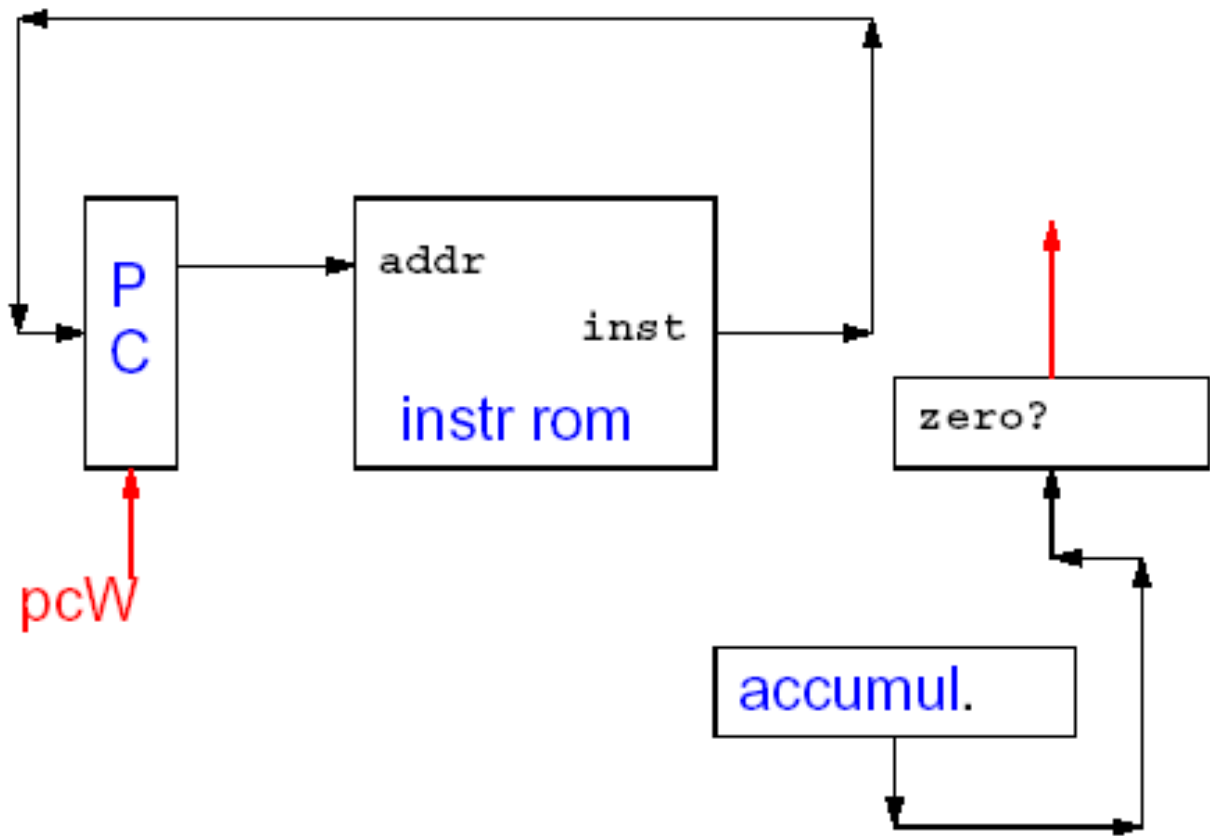 P
C
addr
inst
instr rom
zero?
pcW
accumul.